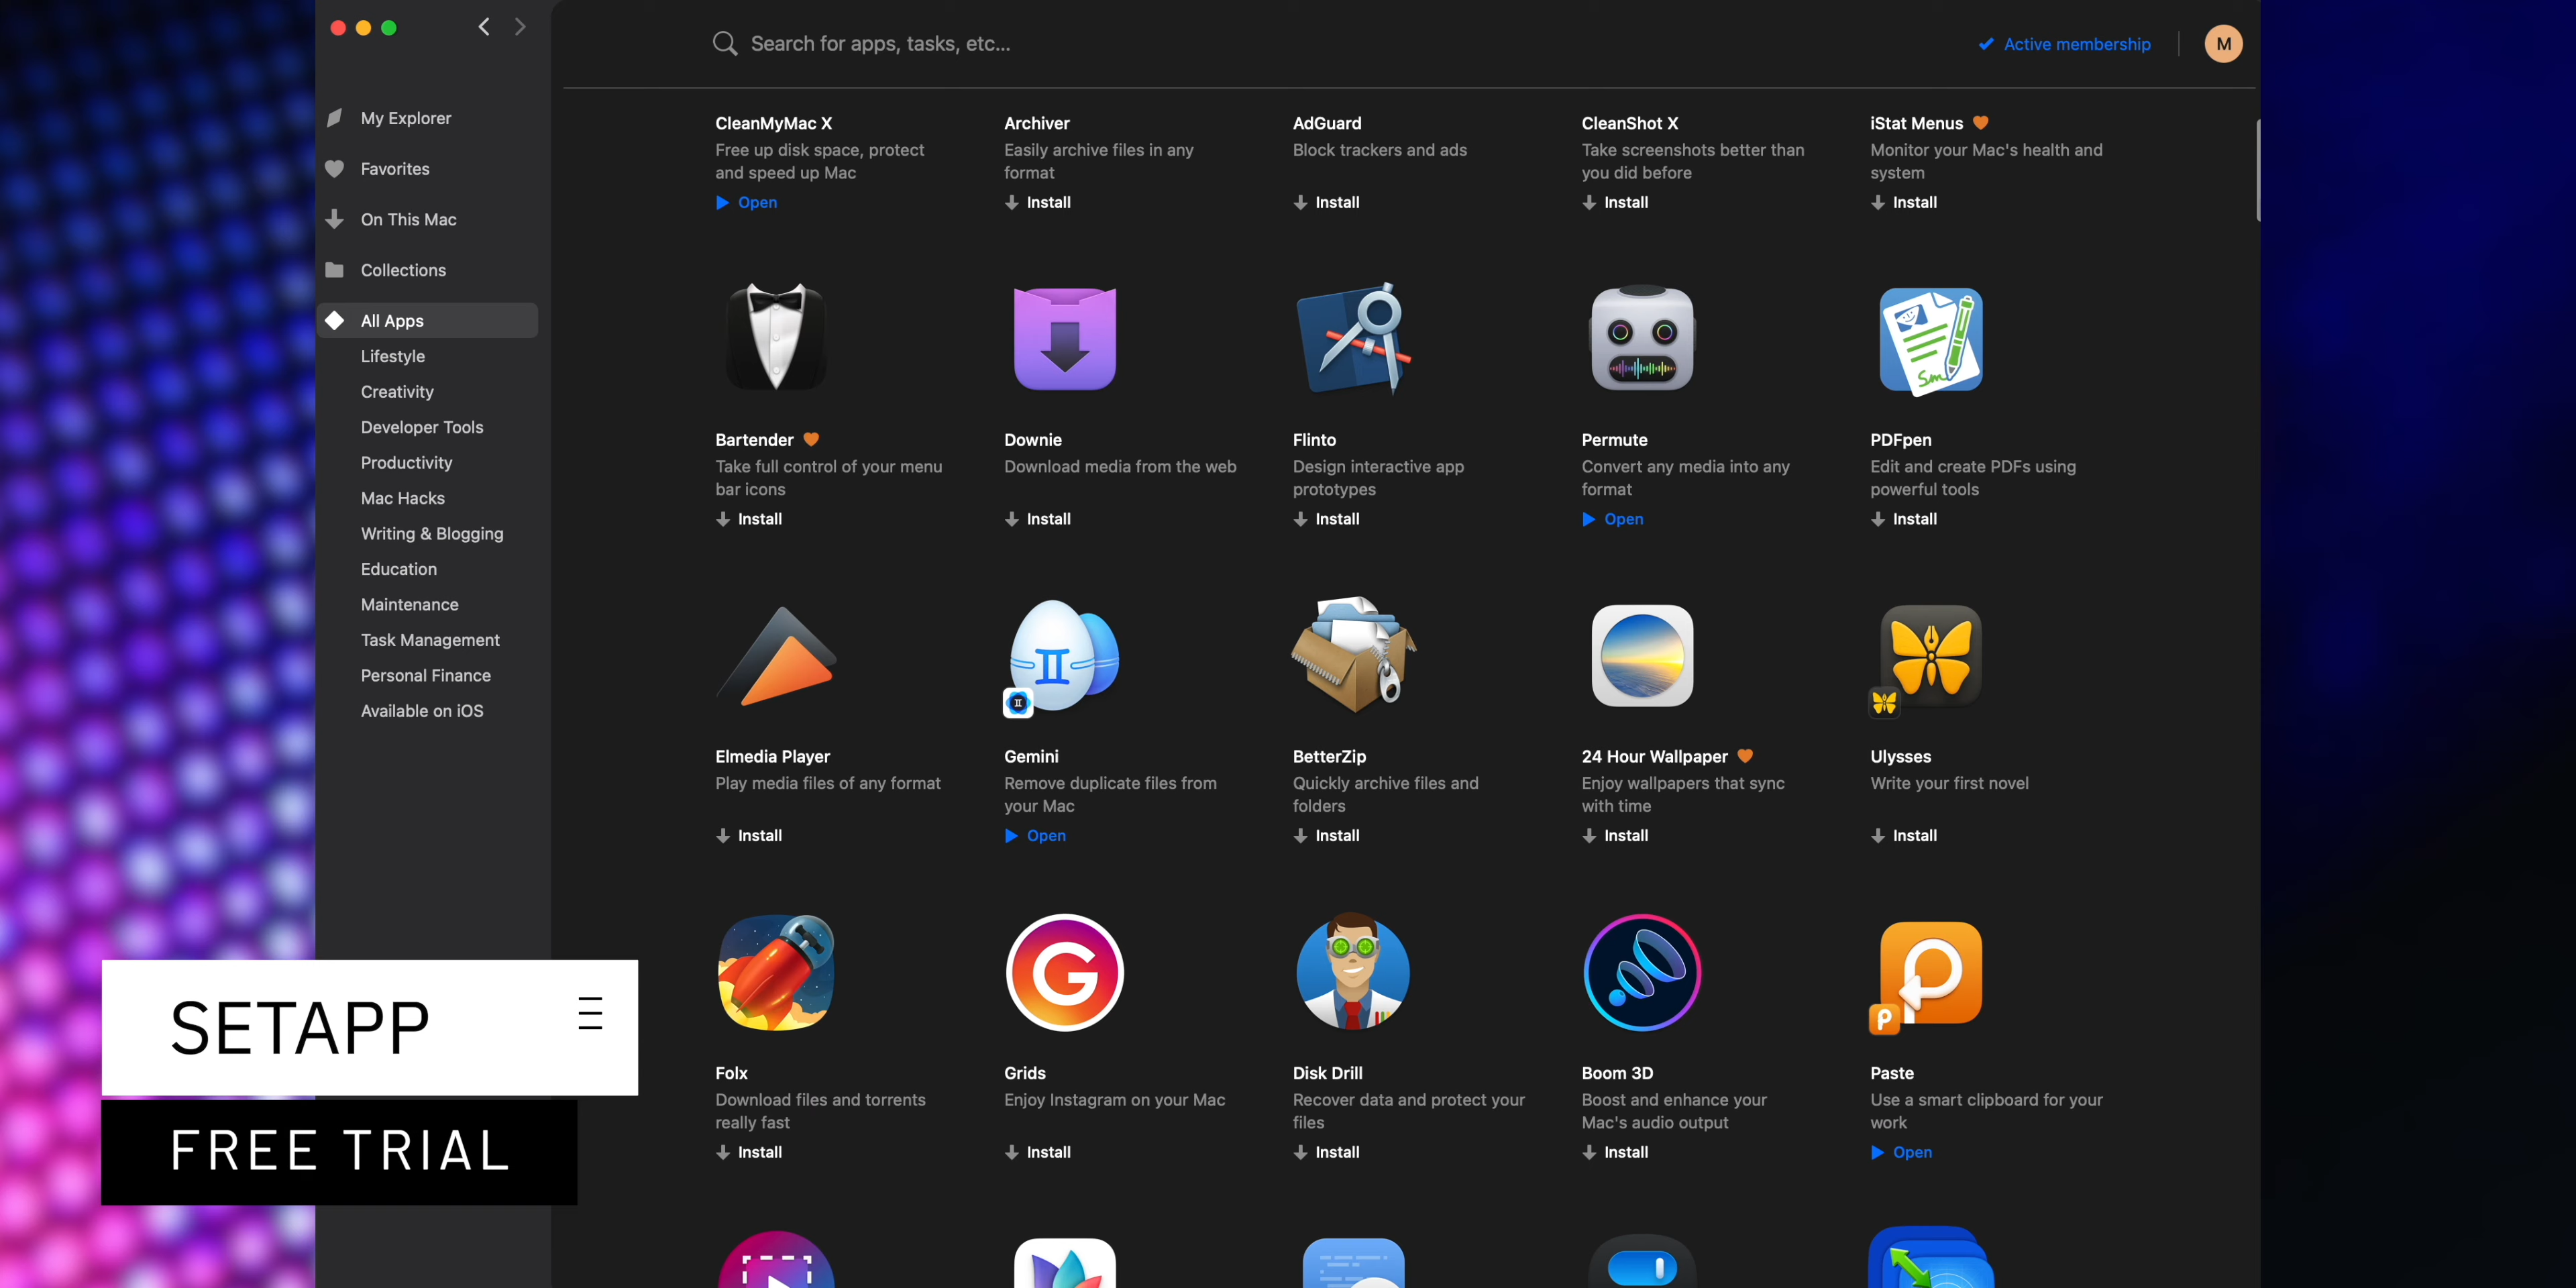 Search for apps, tasks, etc...
Active membership
M
My Explorer
Favorites
On This Mac
Collections
All Apps
Lifestyle
Creativity
Developer Tools
Productivity
Mac Hacks
Writing & Blogging
Education
Maintenance
Task Management
Personal Finance
Available on iOS
CleanMyMac X
Free up disk space, protect
and speed up Mac
Open
Archiver
Easily archive files in any
format
Install
AdGuard
Block trackers and ads
Install
CleanShot X
Take screenshots better than
you did before
Install
iStat Menus
Monitor your Mac's health and
system
Install
Bartender
Take full control of your menu
bar icons
Install
Downie
Download media from the web
Install
Flinto
Design interactive app
prototypes
Install
Permute
Convert any media into any
format
Open
Sm
PDFpen
Edit and create PDFs using
powerful tools
Install
Elmedia Player
Play media files of any format
Install
Gemini
Remove duplicate files from
your Mac
Open
BetterZip
Quickly archive files and
folders
Install
24 Hour Wallpaper
Enjoy wallpapers that sync
with time
Install
Ulysses
Write your first novel
Install
Folx
Download files and torrents
really fast
Install
G
Grids
Enjoy Instagram on your Mac
Install
Disk Drill
Recover data and protect your
files
Install
Boom 3D
Boost and enhance your
Mac's audio output
Install
P
Paste
Use a smart clipboard for your
work
Open
SETAPP
FREE TRIAL